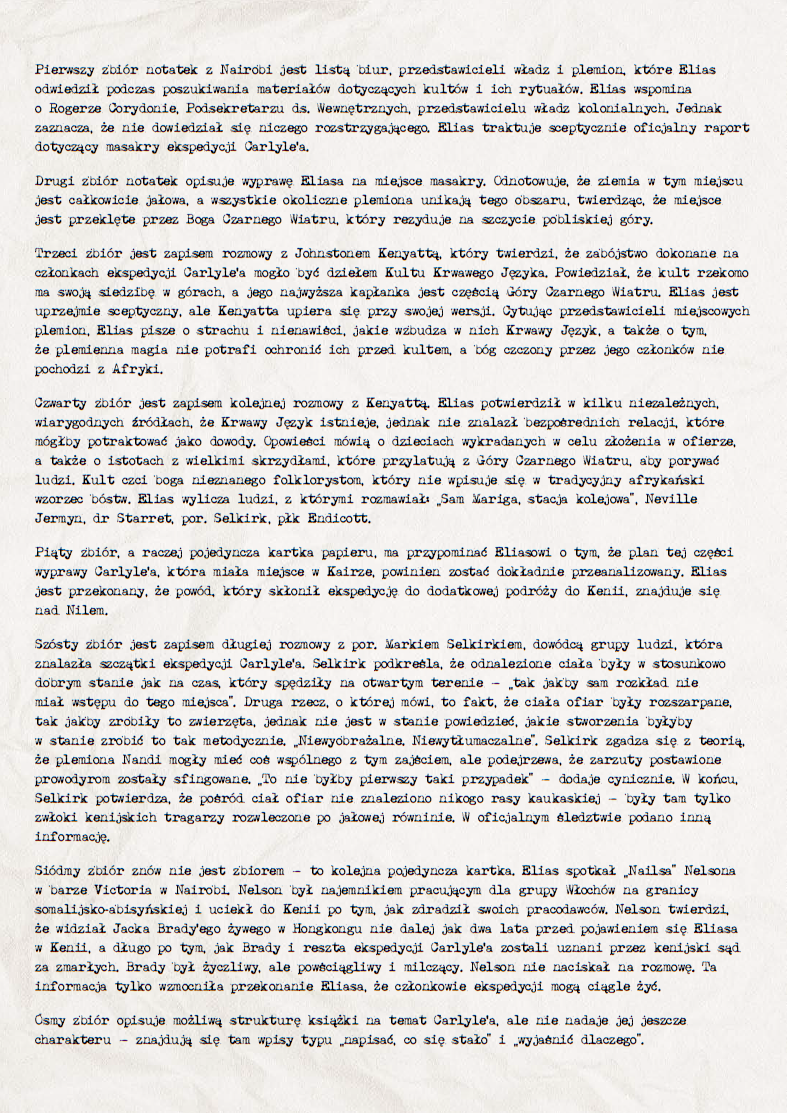 Pierwszy zbiór notatek z Nairobi jest listą biur, przedstawicieli władz i plemion, które Elias
odwiedził podczas poszukiwania materiałów dotyczących kultów i ich rytuałów. Elias wspomina
o Rogerze Corydonie, Podsekretarzu ds. Wewnętrznych, przedstawicielu władz kolonialnych. Jednak
zaznacza, że nie dowiedział się niczego rozstrzygającego. Elias traktuje sceptycznie oficjalny raport
dotyczący masakry ekspedycji Carlyle'a.
Drugi zbiór notatek opisuje wyprawę Eliasa na miejsce masakry. Odnotowuje, że ziemia w tym miejscu
jest całkowicie jałowa, a wszystkie okoliczne plemiona unikają tego obszaru, twierdząc, że miejsce
jest przeklęte przez Boga Czarnego Wiatru, który rezyduje na szczycie pobliskiej góry.
Trzeci zbiór jest zapisem rozmowy z Johnstonem Kenyattą, który twierdzi, że zabójstwo dokonane na
członkach ekspedycji Carlyle'a mogło być dziełem Kultu Krwawego Języka. Powiedział, że kult rzekomo
ma swoją siedzibę w górach, a jego najwyższa kapłanka jest częścią Góry Czarnego Wiatru. Elias jest
uprzejmie sceptyczny, ale Kenyatta upiera się przy swojej wersji. Cytując przedstawicieli miejscowych
plemion, Elias pisze o strachu i nienawiści, jakie wzbudza w nich Krwawy Język, a także o tym,
że plemienna magia nie potrafi ochronić ich przed kultem, a bóg czczony przez jego członków nie
pochodzi z Afryki.
Czwarty zbiór jest zapisem kolejnej rozmowy z Kenyattą. Elias potwierdził w kilku niezależnych,
wiarygodnych źródłach, że Krwawy Język istnieje, jednak nie znalazł bezpośrednich relacji, które
mógłby potraktować jako dowody. Opowieści mówią o dzieciach wykradanych w celu złożenia w ofierze,
a także o istotach z wielkimi skrzydłami, które przylatują z Góry Czarnego Wiatru, aby porywać
ludzi. Kult czci boga nieznanego folklorystom, który nie wpisuje się w tradycyjny afrykański
wzorzec bóstw. Elias wylicza ludzi, z którymi rozmawiał: „Sam Mariga, stacja kolejowa”, Neville
Jermyn, dr Starret, por. Selkirk, płk Endicott.
Piąty zbiór, a raczej pojedyncza kartka papieru, ma przypominać Eliasowi o tym, że plan tej części
wyprawy Carlyle'a, która miała miejsce w Kairze, powinien zostać dokładnie przeanalizowany. Elias
jest przekonany, że powód, który skłonił ekspedycję do dodatkowej podróży do Kenii, znajduje się
nad Nilem.
Szósty zbiór jest zapisem długiej rozmowy z por. Markiem Selkirkiem, dowódcą grupy ludzi, która
znalazła szczątki ekspedycji Carlyle'a. Selkirk podkreśla, że odnalezione ciała były w stosunkowo
dobrym stanie jak na czas, który spędziły na otwartym terenie – „tak jakby sam rozkład nie
miał wstępu do tego miejsca”. Druga rzecz, o której mówi, to fakt, że ciała ofiar były rozszarpane,
tak jakby zrobiły to zwierzęta, jednak nie jest w stanie powiedzieć, jakie stworzenia byłyby
w stanie zrobić to tak metodycznie. „Niewyobrażalne. Niewytłumaczalne”. Selkirk zgadza się z teorią,
że plemiona Nandi mogły mieć coś wspólnego z tym zajściem, ale podejrzewa, że zarzuty postawione
prowodyrom zostały sfingowane. „To nie byłby pierwszy taki przypadek” – dodaje cynicznie. W końcu,
Selkirk potwierdza, że pośród ciał ofiar nie znaleziono nikogo rasy kaukaskiej – były tam tylko
zwłoki kenijskich tragarzy rozwleczone po jałowej równinie. W oficjalnym śledztwie podano inną
informację.
Siódmy zbiór znów nie jest zbiorem – to kolejna pojedyncza kartka. Elias spotkał „Nailsa” Nelsona
w barze Victoria w Nairobi. Nelson był najemnikiem pracującym dla grupy Włochów na granicy
somalijsko-abisyńskiej i uciekł do Kenii po tym, jak zdradził swoich pracodawców. Nelson twierdzi,
że widział Jacka Brady'ego żywego w Hongkongu nie dalej jak dwa lata przed pojawieniem się Eliasa
w Kenii, a długo po tym, jak Brady i reszta ekspedycji Carlyle'a zostali uznani przez kenijski sąd
za zmarłych. Brady był życzliwy, ale powściągliwy i milczący. Nelson nie naciskał na rozmowę. Ta
informacja tylko wzmocniła przekonanie Eliasa, że członkowie ekspedycji mogą ciągle żyć.
Ósmy zbiór opisuje możliwą strukturę książki na temat Carlyle'a, ale nie nadaje jej jeszcze
charakteru – znajdują się tam wpisy typu „napisać, co się stało” i „wyjaśnić dlaczego”.